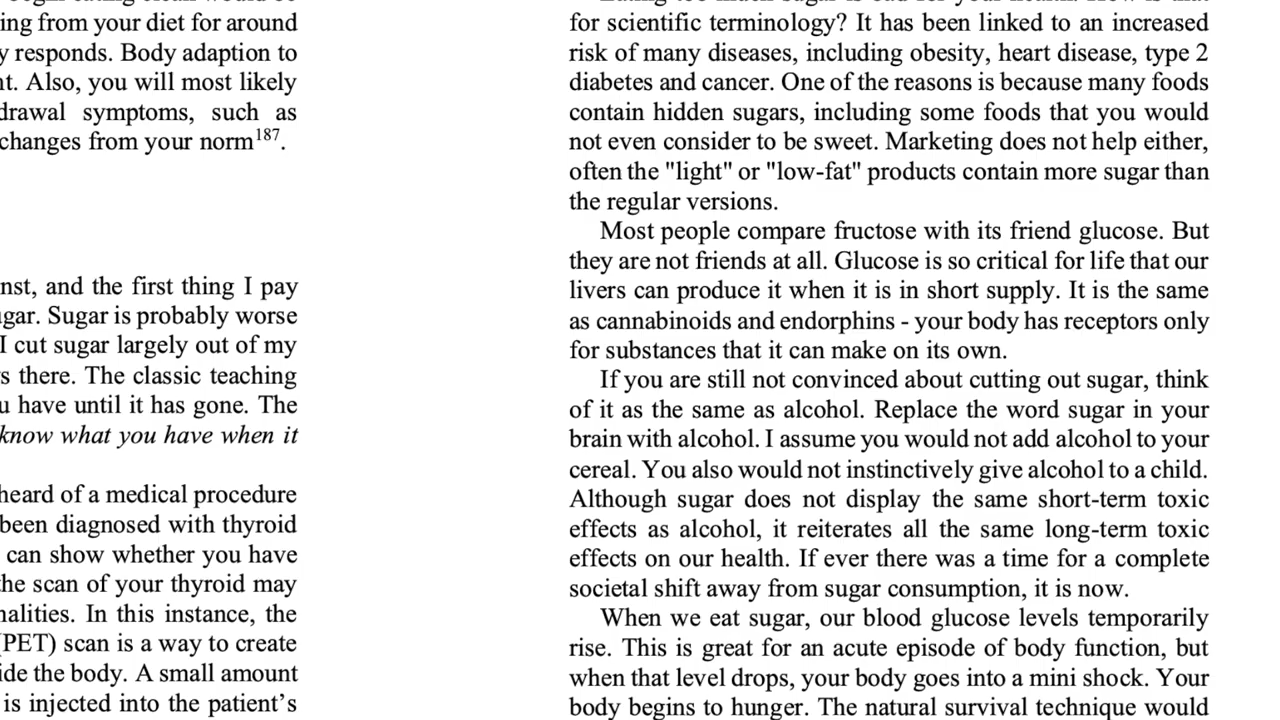 ing from your diet for around
y responds. Body adaption to
nt. Also, you will most likely
drawal symptoms, such as
changes from your norm187.
nst, and the first thing I pay
gar. Sugar is probably worse
I cut sugar largely out of my
s there. The classic teaching
u have until it has gone. The
know what you have when it
heard of a medical procedure
been diagnosed with thyroid
can show whether you have
the scan of your thyroid may
nalities. In this instance, the
(PET) scan is a way to create
ide the body. A small amount
is injected into the patient's
for scientific terminology? It has been linked to an increased
risk of many diseases, including obesity, heart disease, type 2
diabetes and cancer. One of the reasons is because many foods
contain hidden sugars, including some foods that you would
not even consider to be sweet. Marketing does not help either,
often the "light" or "low-fat" products contain more sugar than
the regular versions.
Most people compare fructose with its friend glucose. But
they are not friends at all. Glucose is so critical for life that our
livers can produce it when it is in short supply. It is the same
as cannabinoids and endorphins - your body has receptors only
for substances that it can make on its own.
If you are still not convinced about cutting out sugar, think
of it as the same as alcohol. Replace the word sugar in your
brain with alcohol. I assume you would not add alcohol to your
cereal. You also would not instinctively give alcohol to a child.
Although sugar does not display the same short-term toxic
effects as alcohol, it reiterates all the same long-term toxic
effects on our health. If ever there was a time for a complete
societal shift away from sugar consumption, it is now.
When we eat sugar, our blood glucose levels temporarily
rise. This is great for an acute episode of body function, but
when that level drops, your body goes into a mini shock. Your
body begins to hunger. The natural survival technique would